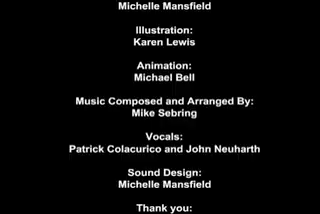 Michelle Mansfield
Illustration:
Karen Lewis
Animation:
Michael Bell
Music Composed and Arranged By:
Mike Sebring
Vocals:
Patrick Colacurico and John Neuharth
Sound Design:
Michelle Mansfield
Thank you: